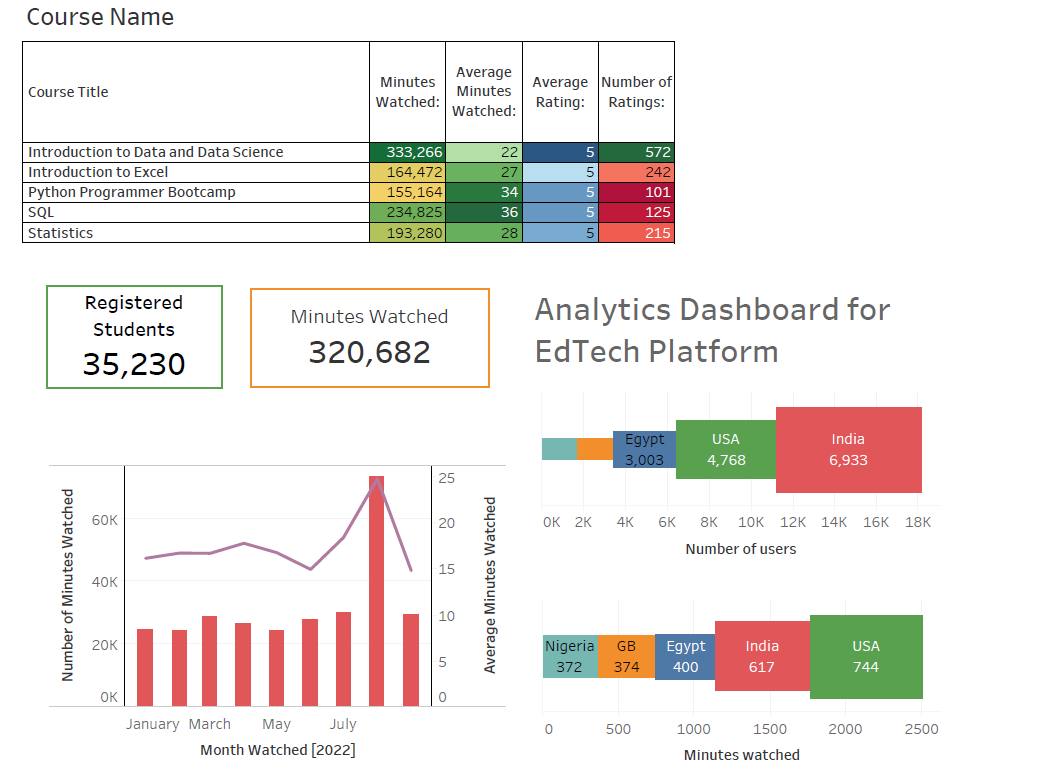 Course Name
Course Title
Minutes
Watched:
Average
Minutes
Watched:
Average
Rating:
Number of
Ratings:
Introduction to Data and Data Science 333,266 22 5 572
Introduction to Excel 164,472 27 5 242
Python Programmer Bootcamp 155,164 34 5 101
SQL 234,825 36 5 125
Statistics 193,280 28 5 215
Registered
Students
35,230
Minutes Watched
320,682
Analytics Dashboard for
EdTech Platform
Egypt
3,003
USA
4,768
India
6,933
0K 2K 4K 6K 8K 10K 12K 14K 16K 18K
Number of users
Number of Minutes Watched
60K
40K
20K
0K
25
20
15
10
5
0
Average Minutes Watched
January March May July
Month Watched [2022]
Nigeria
372
GB
374
Egypt
400
India
617
USA
744
0 500 1000 1500 2000 2500
Minutes watched